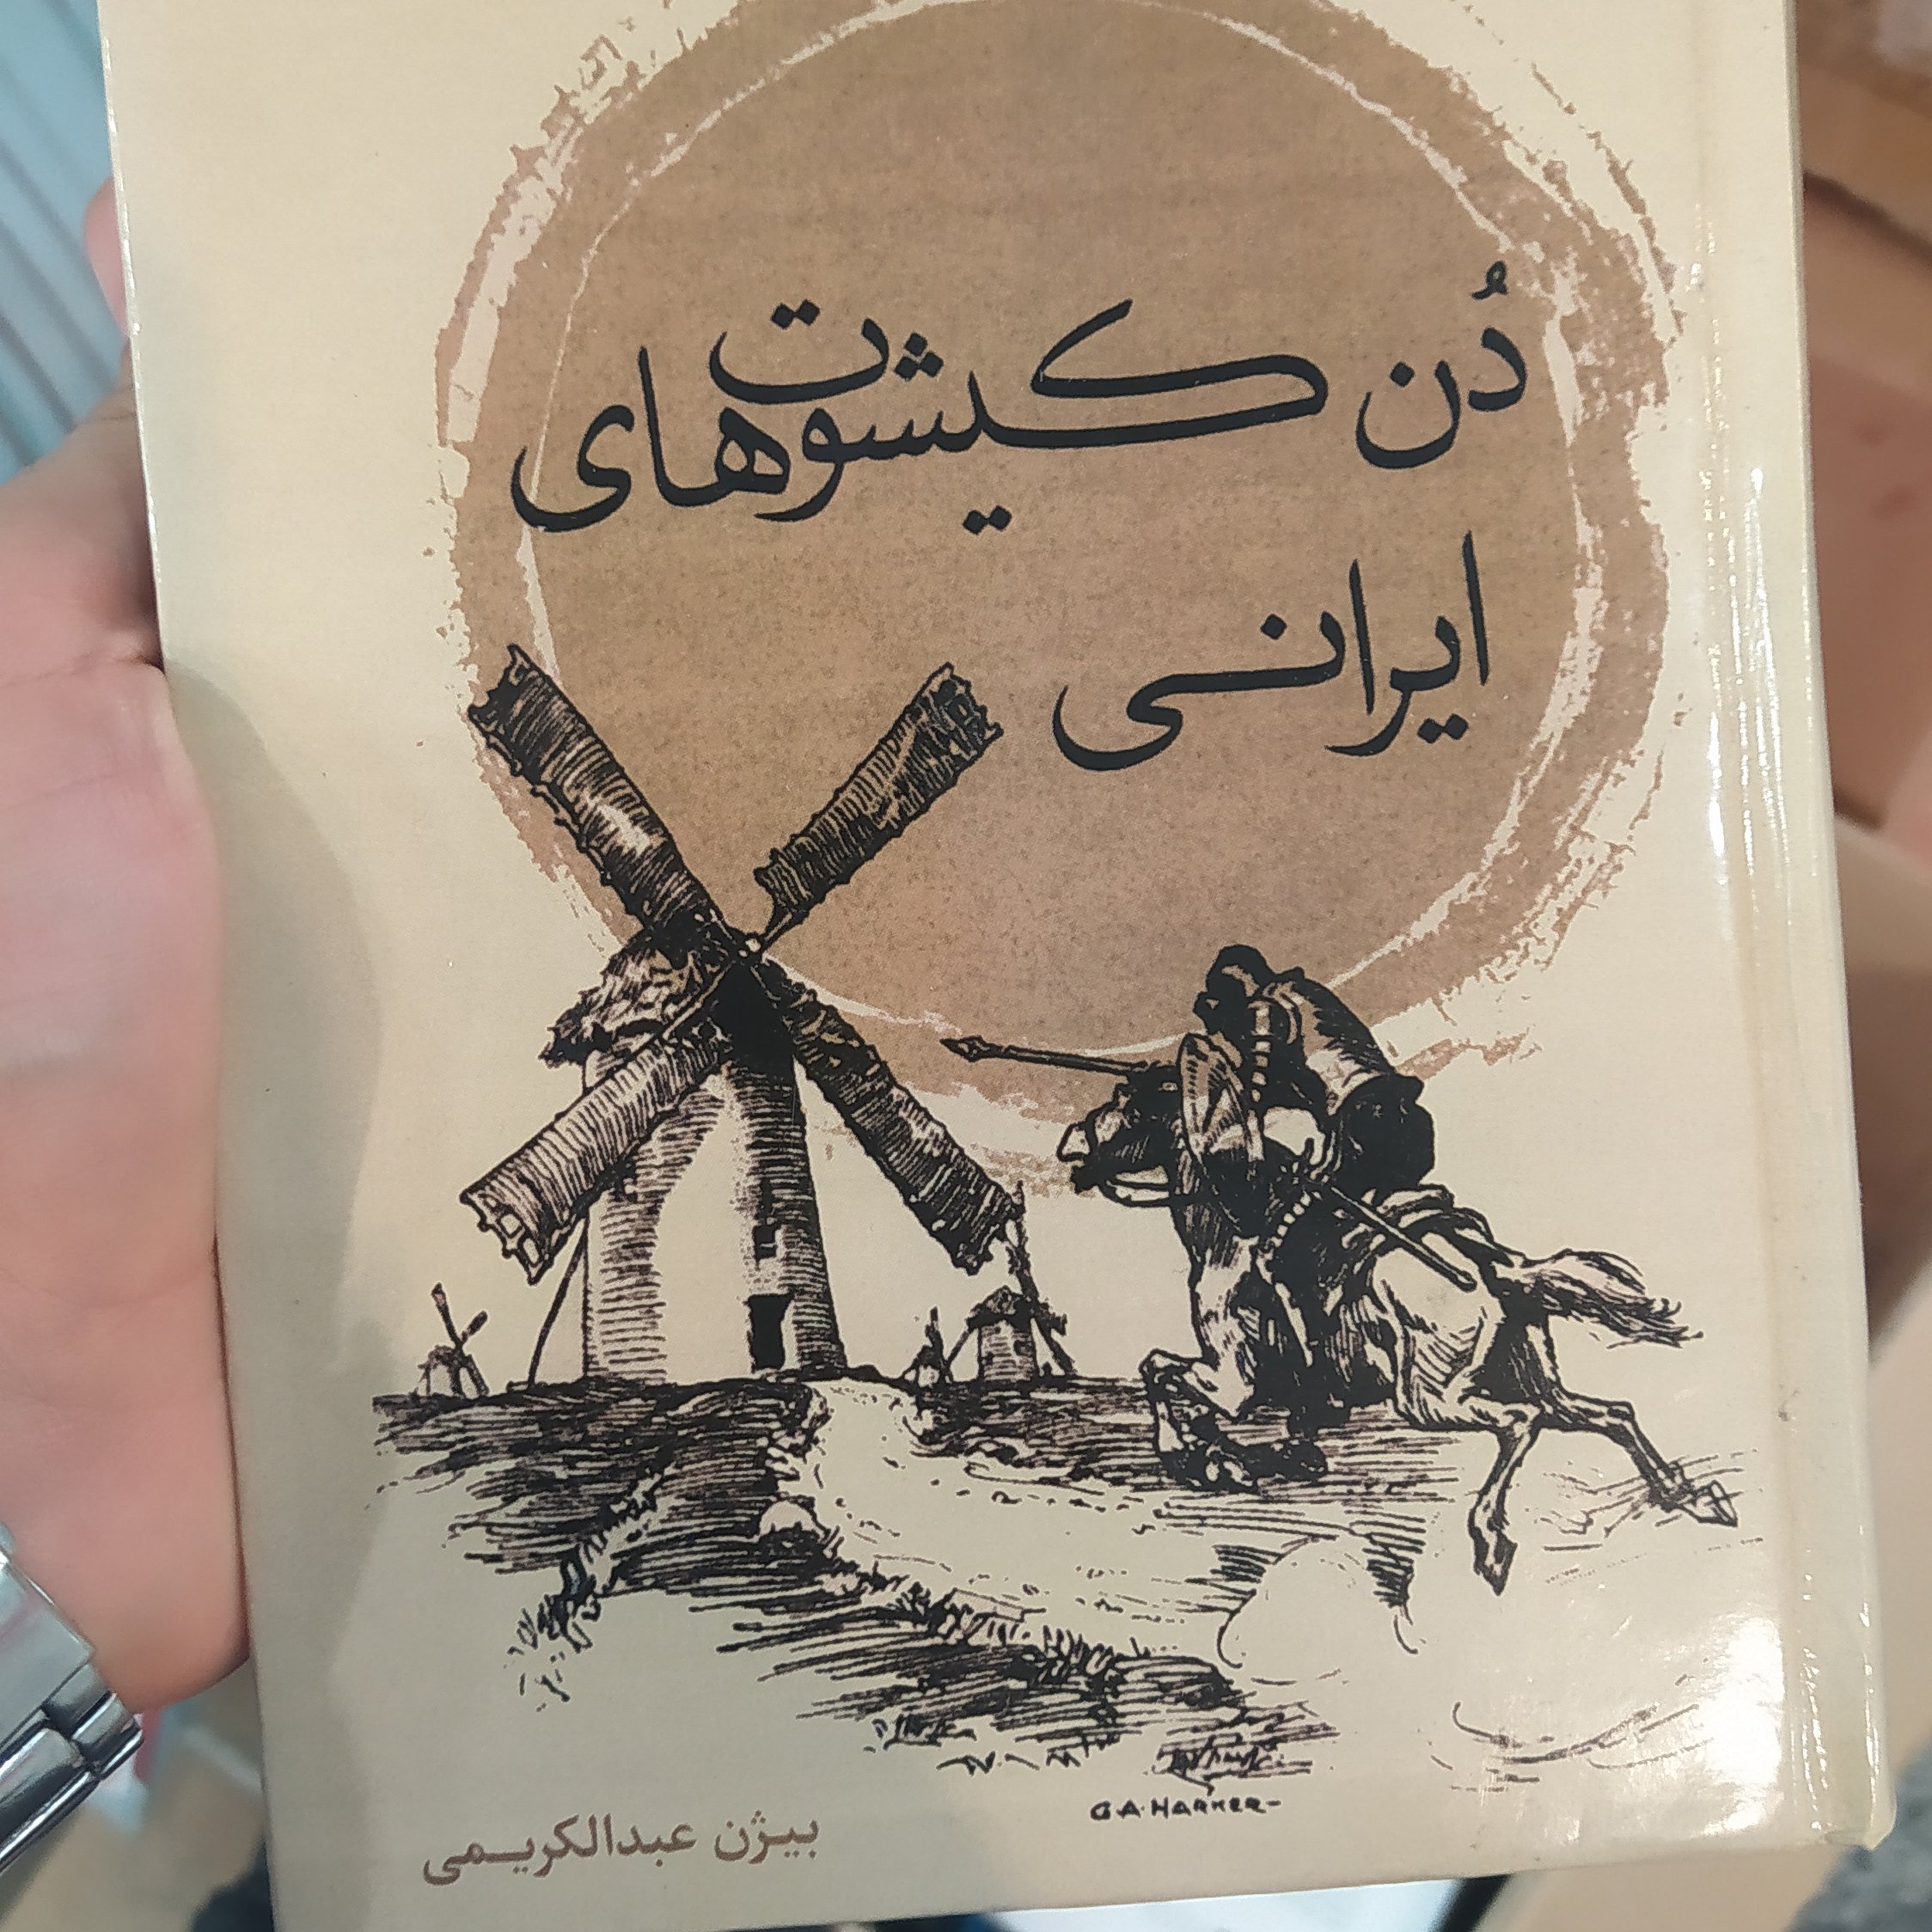 دُن کیشوت‌های
ایرانی
G.A. HARKER-
بیژن عبدالکریمی